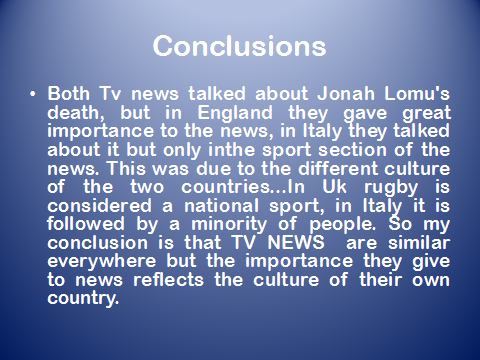 Conclusions
• Both Tv news talked about Jonah Lomu's
death, but in England they gave great
importance to the news, in Italy they talked
about it but only inthe sport section of the
news. This was due to the different culture
of the two countries...In Uk rugby is
considered a national sport, in Italy it is
followed by a minority of people. So my
conclusion is that TV NEWS are similar
everywhere but the importance they give
to news reflects the culture of their own
country.